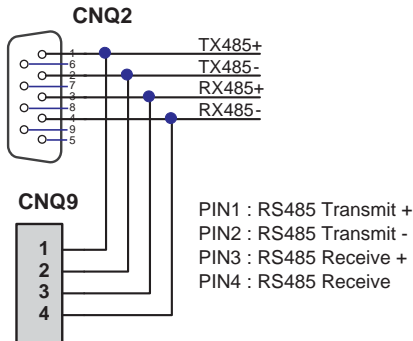 CNQ2
1
6
2
7
3
8
4
9
5
TX485+
TX485-
RX485+
RX485-
CNQ9
1
2
3
4
PIN1 : RS485 Transmit +
PIN2 : RS485 Transmit -
PIN3 : RS485 Receive +
PIN4 : RS485 Receive